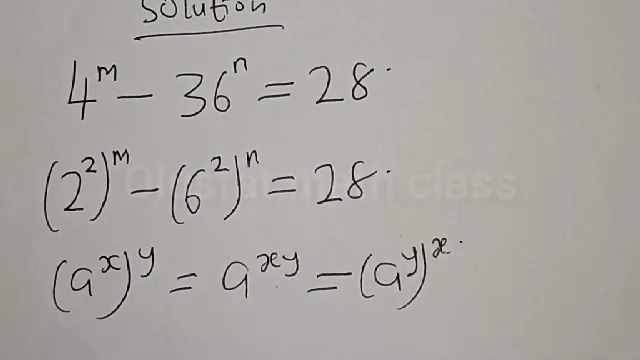 Solution
4^m - 36^n = 28.
(2^2)^m - (6^2)^n = 28.
(a^x)^y = a^xy = (a^y)^x.